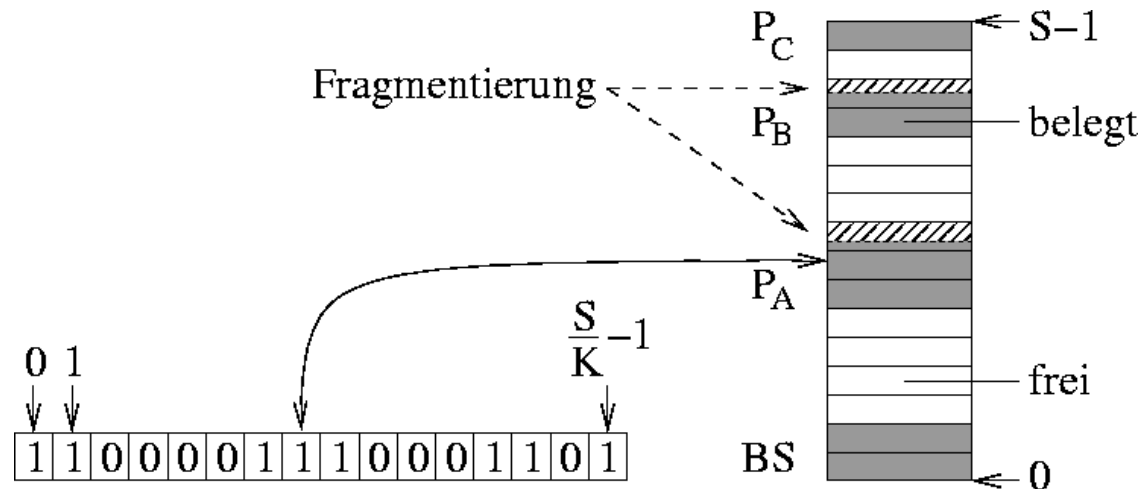 P_C
S−1
Fragmentierung
P_B
belegt
P_A
0 1
S/K −1
frei
1 1 0 0 0 0 1 1 1 0 0 0 1 1 0 1
BS
0